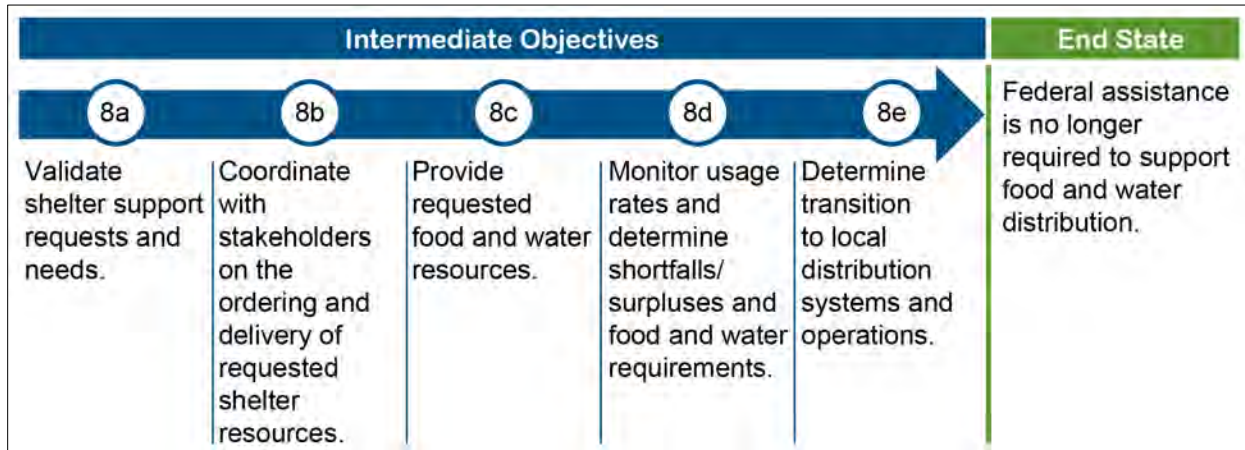 Intermediate Objectives
End State
8a
8b
8c
8d
8e
Validate
shelter support
requests and
needs.
Coordinate
with
stakeholders
on the
ordering and
delivery of
requested
shelter
resources.
Provide
requested
food and water
resources.
Monitor usage
rates and
determine
shortfalls/
surpluses and
food and water
requirements.
Determine
transition
to local
distribution
systems and
operations.
Federal assistance
is no longer
required to support
food and water
distribution.